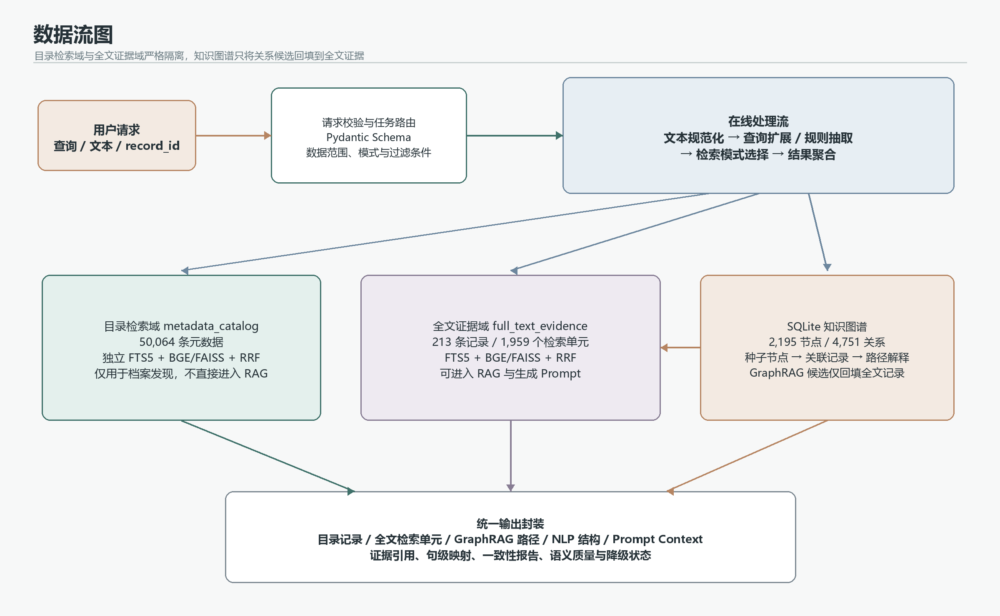 数据流图
目录检索域与全文证据域严格隔离，知识图谱只将关系候选回填到全文证据
用户请求
查询 / 文本 / record_id
请求校验与任务路由
Pydantic Schema
数据范围、模式与过滤条件
在线处理流
文本规范化 → 查询扩展 / 规则抽取
→ 检索模式选择 → 结果聚合
目录检索域 metadata_catalog
50,064 条元数据
独立 FTS5 + BGE/FAISS + RRF
仅用于档案发现，不直接进入 RAG
全文证据域 full_text_evidence
213 条记录 / 1,959 个检索单元
FTS5 + BGE/FAISS + RRF
可进入 RAG 与生成 Prompt
SQLite 知识图谱
2,195 节点 / 4,751 关系
种子节点 → 关联记录 → 路径解释
GraphRAG 候选仅回填全文记录
统一输出封装
目录记录 / 全文检索单元 / GraphRAG 路径 / NLP 结构 / Prompt Context
证据引用、句级映射、一致性报告、语义质量与降级状态